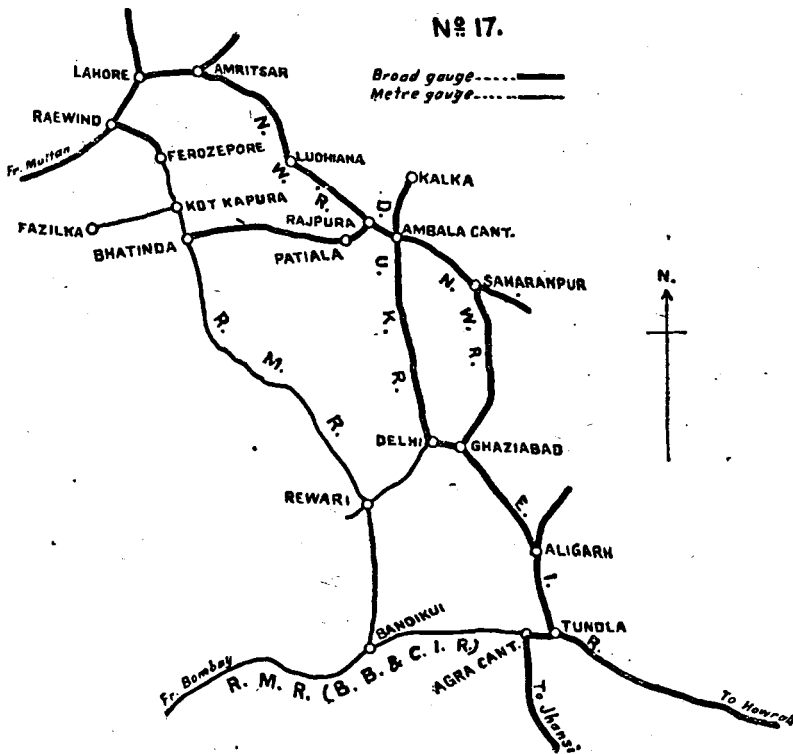 Nº 17.
Broad gauge
Metre gauge
LAHORE
AMRITSAR
RAEWIND
Fr. Multan
FEROZEPORE
N. W. R.
LUDHIANA
KALKA
KOT KAPURA
FAZILKA
RAJPURA
D. U. K. R.
AMBALA CANT.
BHATINDA
PATIALA
SAHARANPUR
N. W. R.
N.
R. M. R.
DELHI
GHAZIABAD
REWARI
E. I. R.
ALIGARH
BANDIKUI
TUNDLA
AGRA CANT.
Fr. Bombay
R. M. R. (B. B. & C. I. R.)
To Jhansi
To Howrah